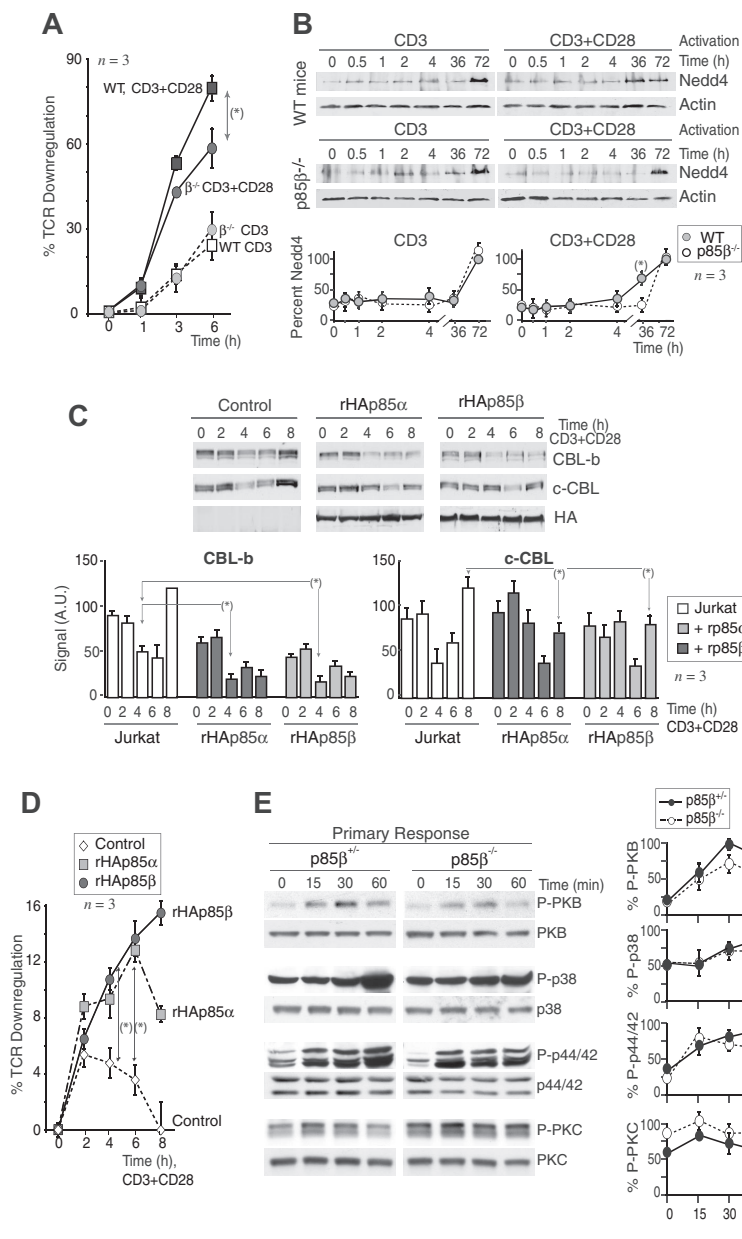 A
90
60
30
0
% TCR Downregulation
n = 3
WT, CD3+CD28
(*)
β-/- CD3+CD28
β-/- CD3
WT CD3
0 1 3 6
Time (h)
B
CD3 CD3+CD28 Activation
0 0.5 1 2 4 36 72 0 0.5 1 2 4 36 72 Time (h)
WT mice
Nedd4
Actin
CD3 CD3+CD28 Activation
0 0.5 1 2 4 36 72 0 0.5 1 2 4 36 72 Time (h)
p85β-/-
Nedd4
Actin
Percent Nedd4
CD3 CD3+CD28
100
50
0
0 1 2 4 36 72
100
50
0
(*)
0 1 2 4 36 72
Time (h)
WT
p85β-/-
n = 3
C
Control rHAp85α rHAp85β
Time (h)
CD3+CD28
0 2 4 6 8 0 2 4 6 8 0 2 4 6 8
CBL-b
c-CBL
HA
CBL-b
Signal (A.U.)
150
100
50
0
(*)
(*)
0 2 4 6 8 0 2 4 6 8 0 2 4 6 8
Jurkat rHAp85α rHAp85β
c-CBL
150
100
50
0
(*) (*)
0 2 4 6 8 0 2 4 6 8 0 2 4 6 8
Jurkat rHAp85α rHAp85β
Time (h)
CD3+CD28
Jurkat
+ rp85α
+ rp85β
n = 3
D
Control
rHAp85α
rHAp85β
n = 3
% TCR Downregulation
16
12
8
4
0
rHAp85β
rHAp85α
(*) (*)
Control
0 2 4 6 8
Time (h),
CD3+CD28
E
Primary Response
p85β+/- p85β-/-
0 15 30 60 0 15 30 60 Time (min)
P-PKB
PKB
P-p38
p38
P-p44/42
p44/42
P-PKC
PKC
p85β+/-
p85β-/-
% P-PKB
100
50
0
% P-p38
100
50
0
% P-p44/42
100
50
0
% P-PKC
100
50
0
0 15 30